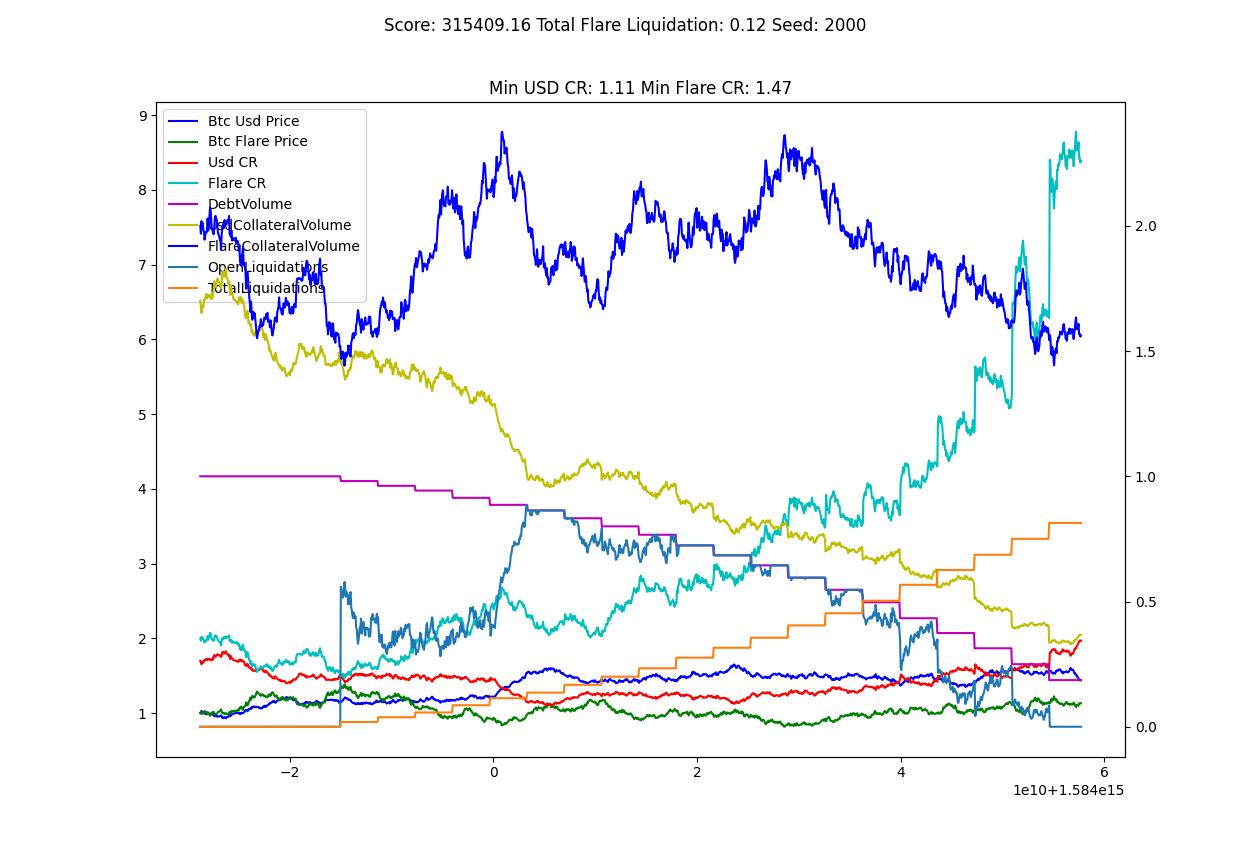 Score: 315409.16 Total Flare Liquidation: 0.12 Seed: 2000
Min USD CR: 1.11 Min Flare CR: 1.47
Btc Usd Price
Btc Flare Price
Usd CR
Flare CR
DebtVolume
UsdCollateralVolume
FlareCollateralVolume
OpenLiquidations
TotalLiquidations
9
8
7
6
5
4
3
2
1
2.0
1.5
1.0
0.5
0.0
−2
0
2
4
6
1e10+1.584e15